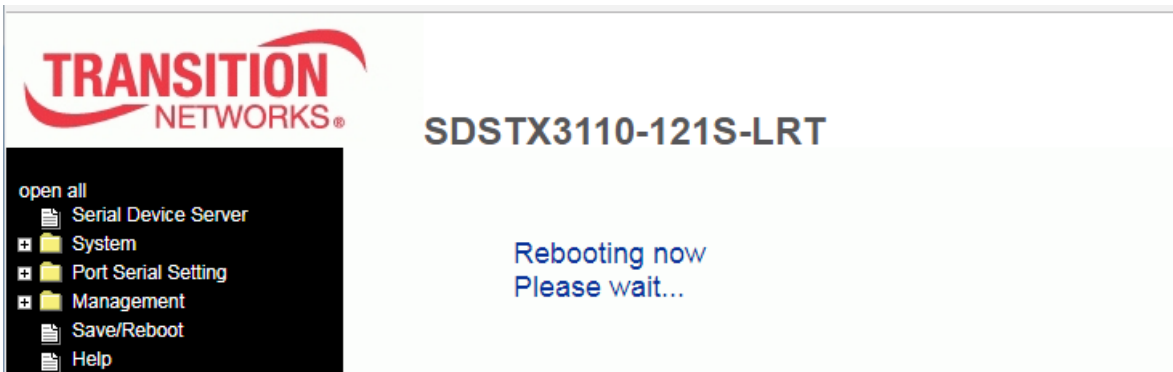 TRANSITION
NETWORKS®
SDSTX3110-121S-LRT
open all
Serial Device Server
System
Port Serial Setting
Management
Save/Reboot
Help
Rebooting now
Please wait...